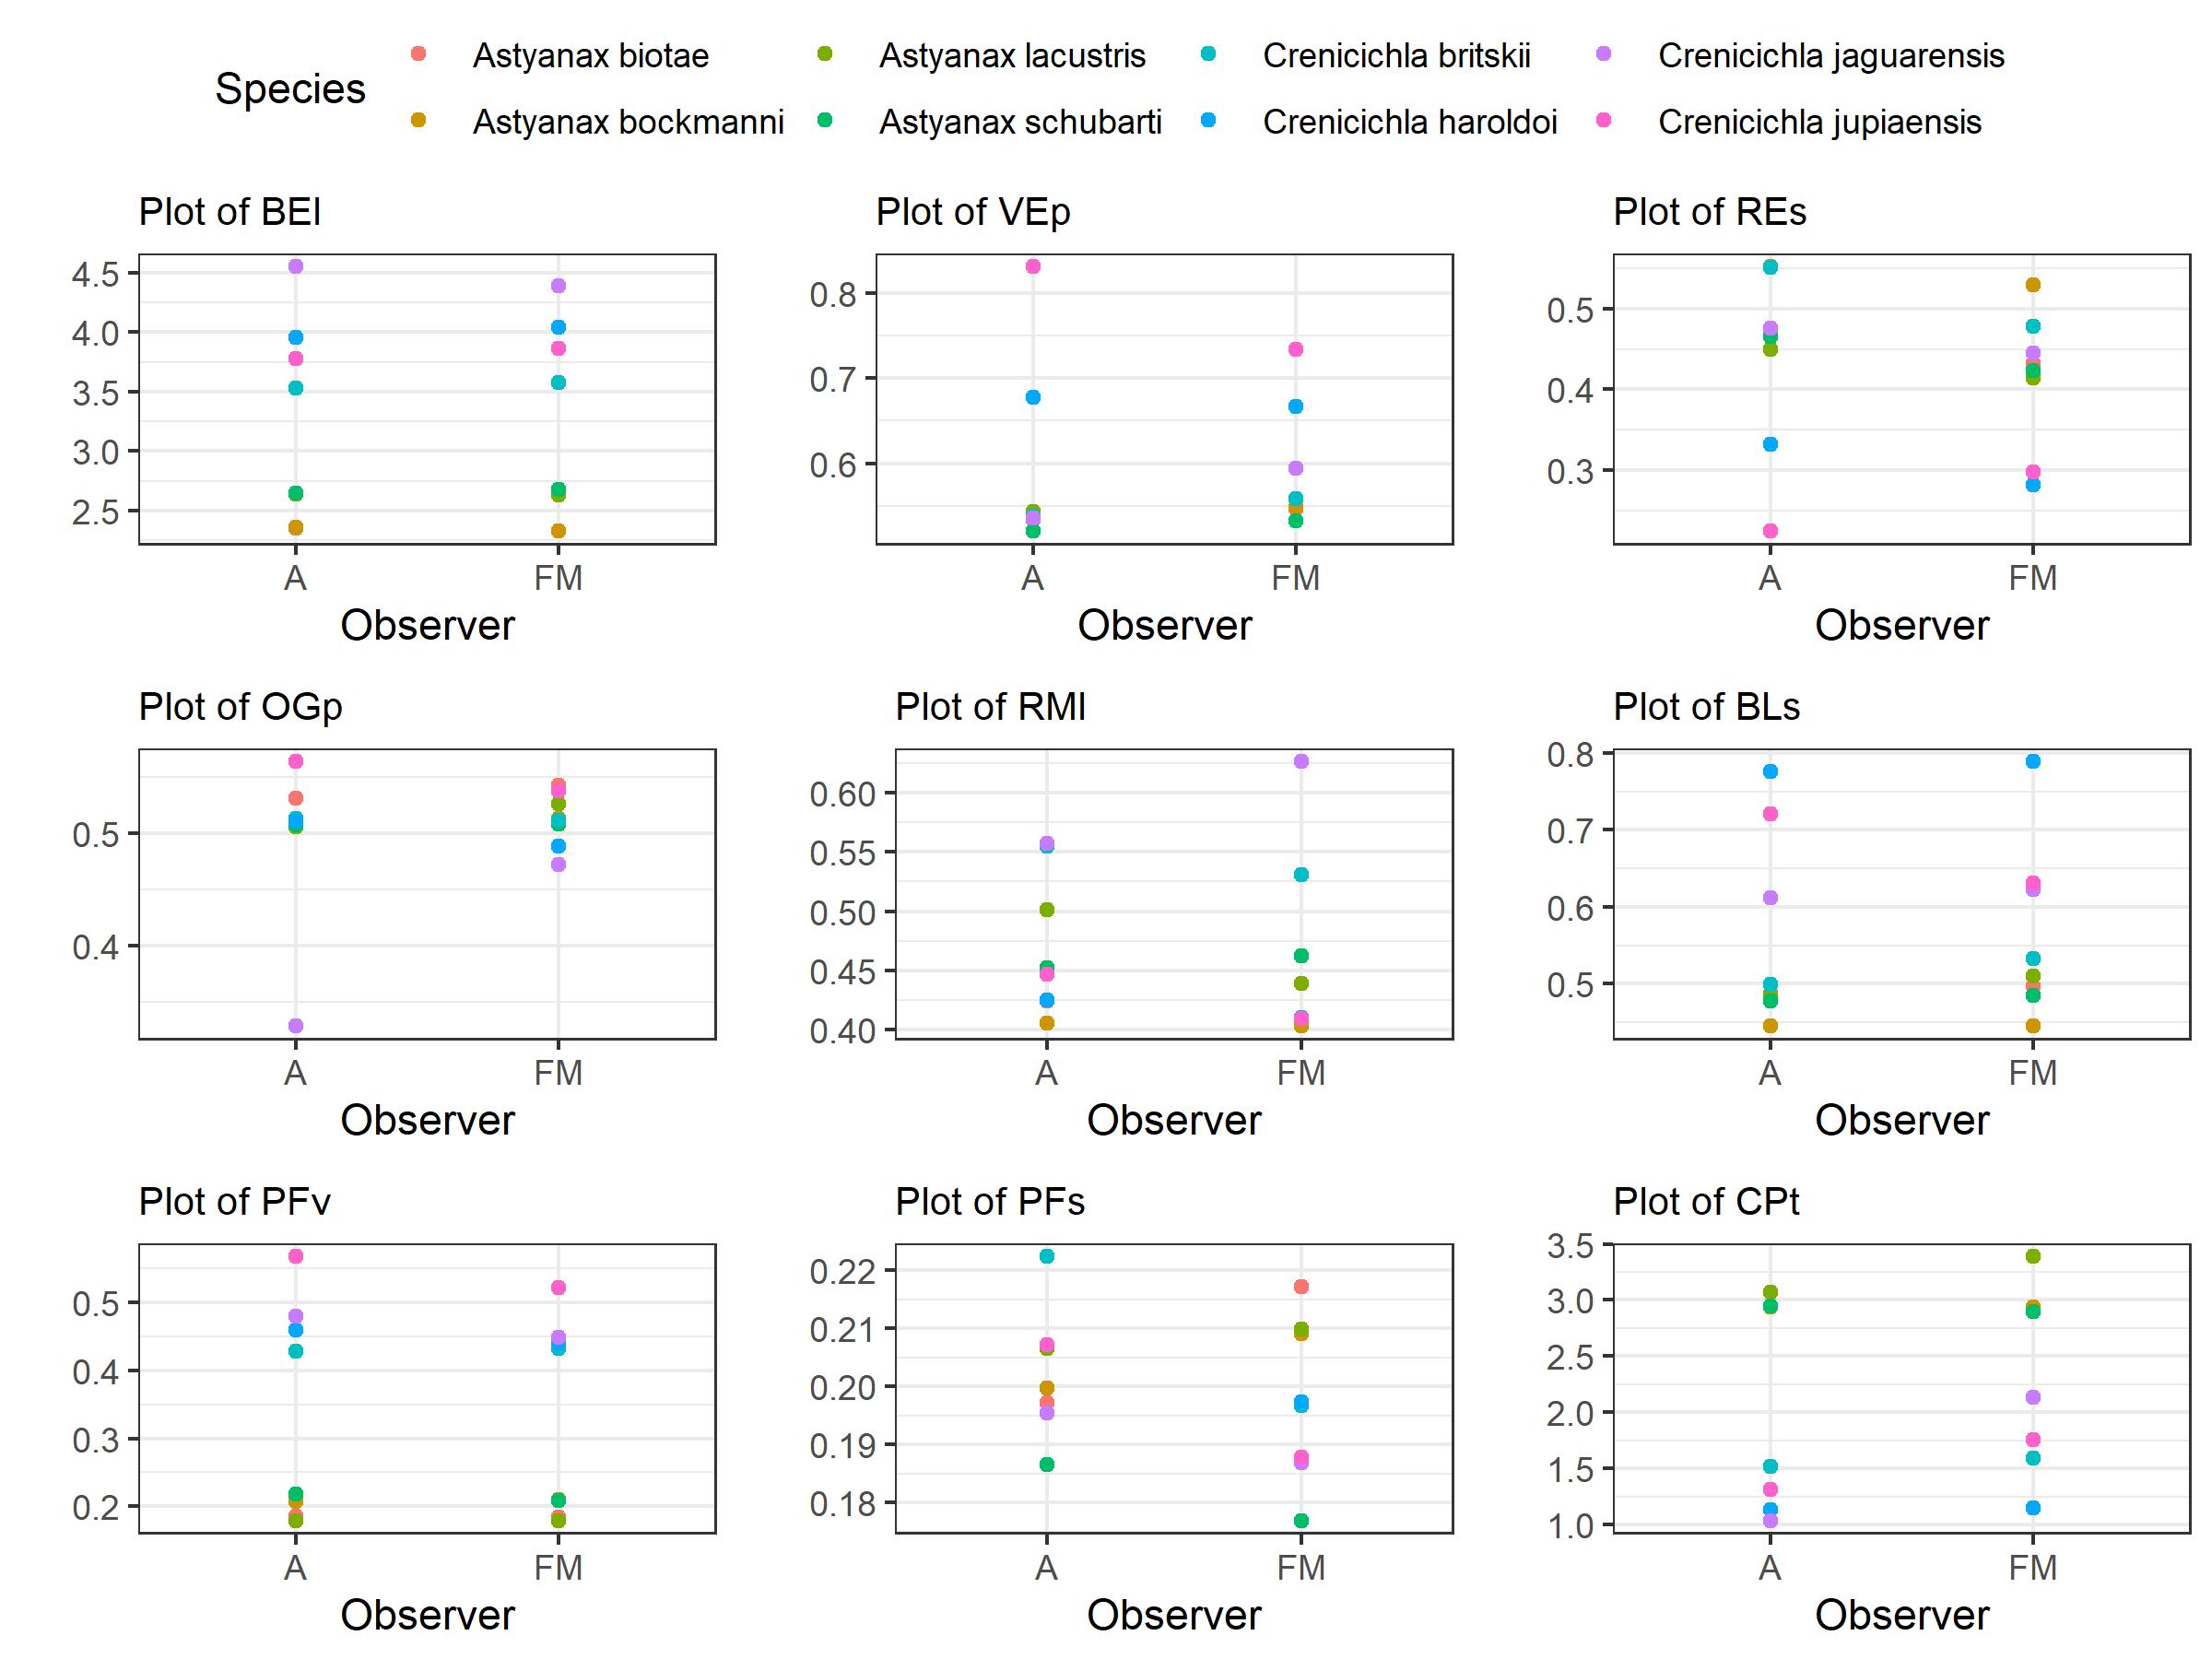 Species
Astyanax biotae
Astyanax lacustris
Crenicichla britskii
Crenicichla jaguarensis
Astyanax bockmanni
Astyanax schubarti
Crenicichla haroldoi
Crenicichla jupiaensis
Plot of BEl
4.5
4.0
3.5
3.0
2.5
A
FM
Observer
Plot of VEp
0.8
0.7
0.6
A
FM
Observer
Plot of REs
0.5
0.4
0.3
A
FM
Observer
Plot of OGp
0.5
0.4
A
FM
Observer
Plot of RMl
0.60
0.55
0.50
0.45
0.40
A
FM
Observer
Plot of BLs
0.8
0.7
0.6
0.5
A
FM
Observer
Plot of PFv
0.5
0.4
0.3
0.2
A
FM
Observer
Plot of PFs
0.22
0.21
0.20
0.19
0.18
A
FM
Observer
Plot of CPt
3.5
3.0
2.5
2.0
1.5
1.0
A
FM
Observer